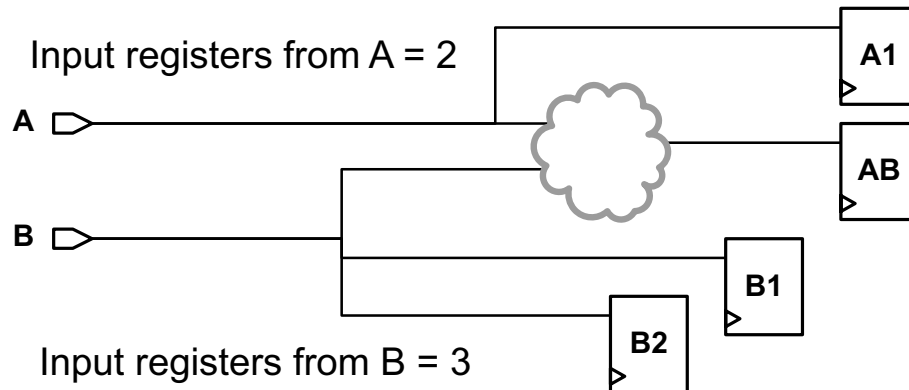 A1
Input registers from A = 2
A
AB
B
B1
B2
Input registers from B = 3